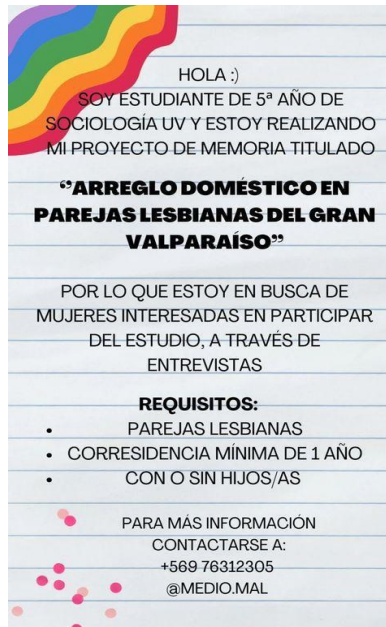 HOLA :)
SOY ESTUDIANTE DE 5ª AÑO DE
SOCIOLOGÍA UV Y ESTOY REALIZANDO
MI PROYECTO DE MEMORIA TITULADO
“ARREGLO DOMÉSTICO EN
PAREJAS LESBIANAS DEL GRAN
VALPARAÍSO”
POR LO QUE ESTOY EN BUSCA DE
MUJERES INTERESADAS EN PARTICIPAR
DEL ESTUDIO, A TRAVÉS DE
ENTREVISTAS
REQUISITOS:
• PAREJAS LESBIANAS
• CORRESIDENCIA MÍNIMA DE 1 AÑO
• CON O SIN HIJOS/AS
PARA MÁS INFORMACIÓN
CONTACTARSE A:
+569 76312305
@MEDIO.MAL